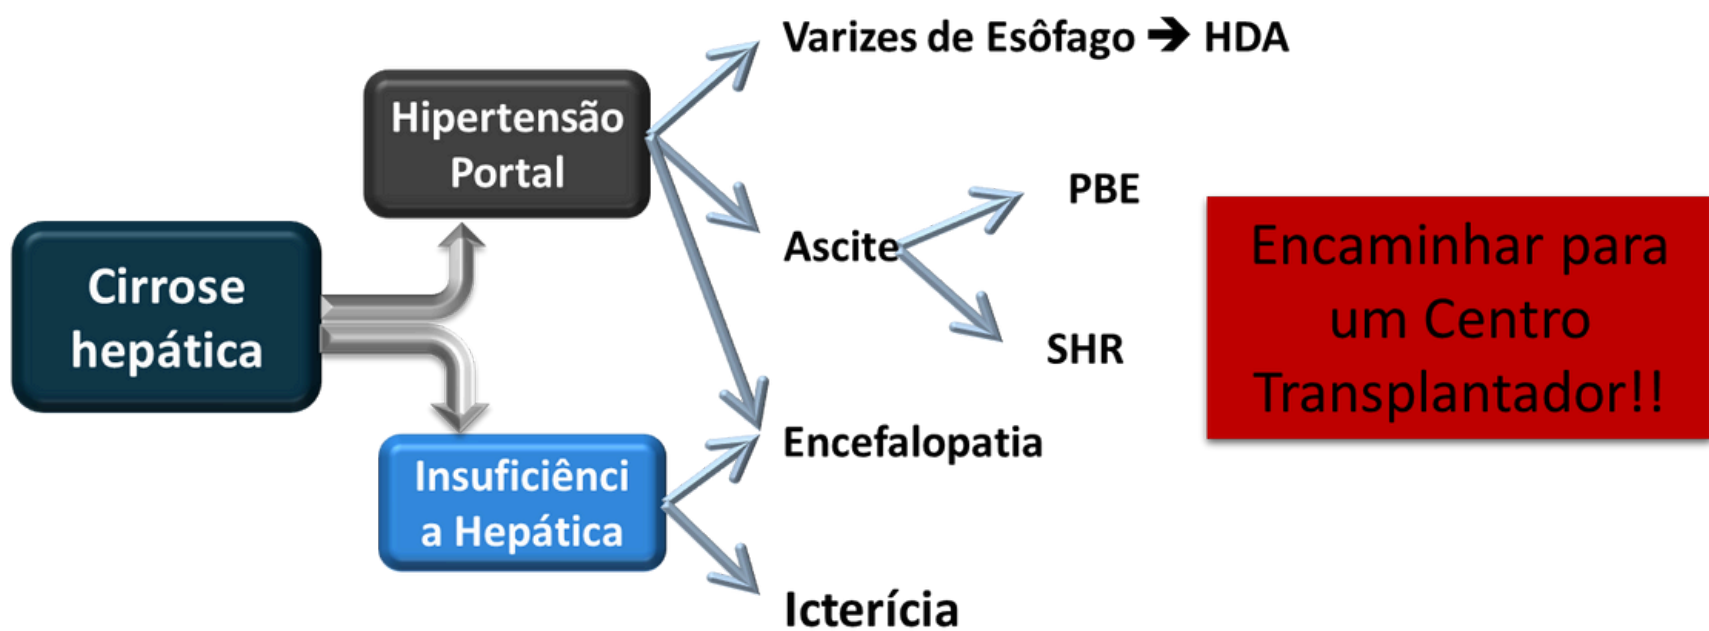 Varizes de Esôfago ➔ HDA
Hipertensão
Portal
PBE
Ascite
SHR
Cirrose
hepática
Encefalopatia
Insuficiênci
a Hepática
Icterícia
Encaminhar para
um Centro
Transplantador!!